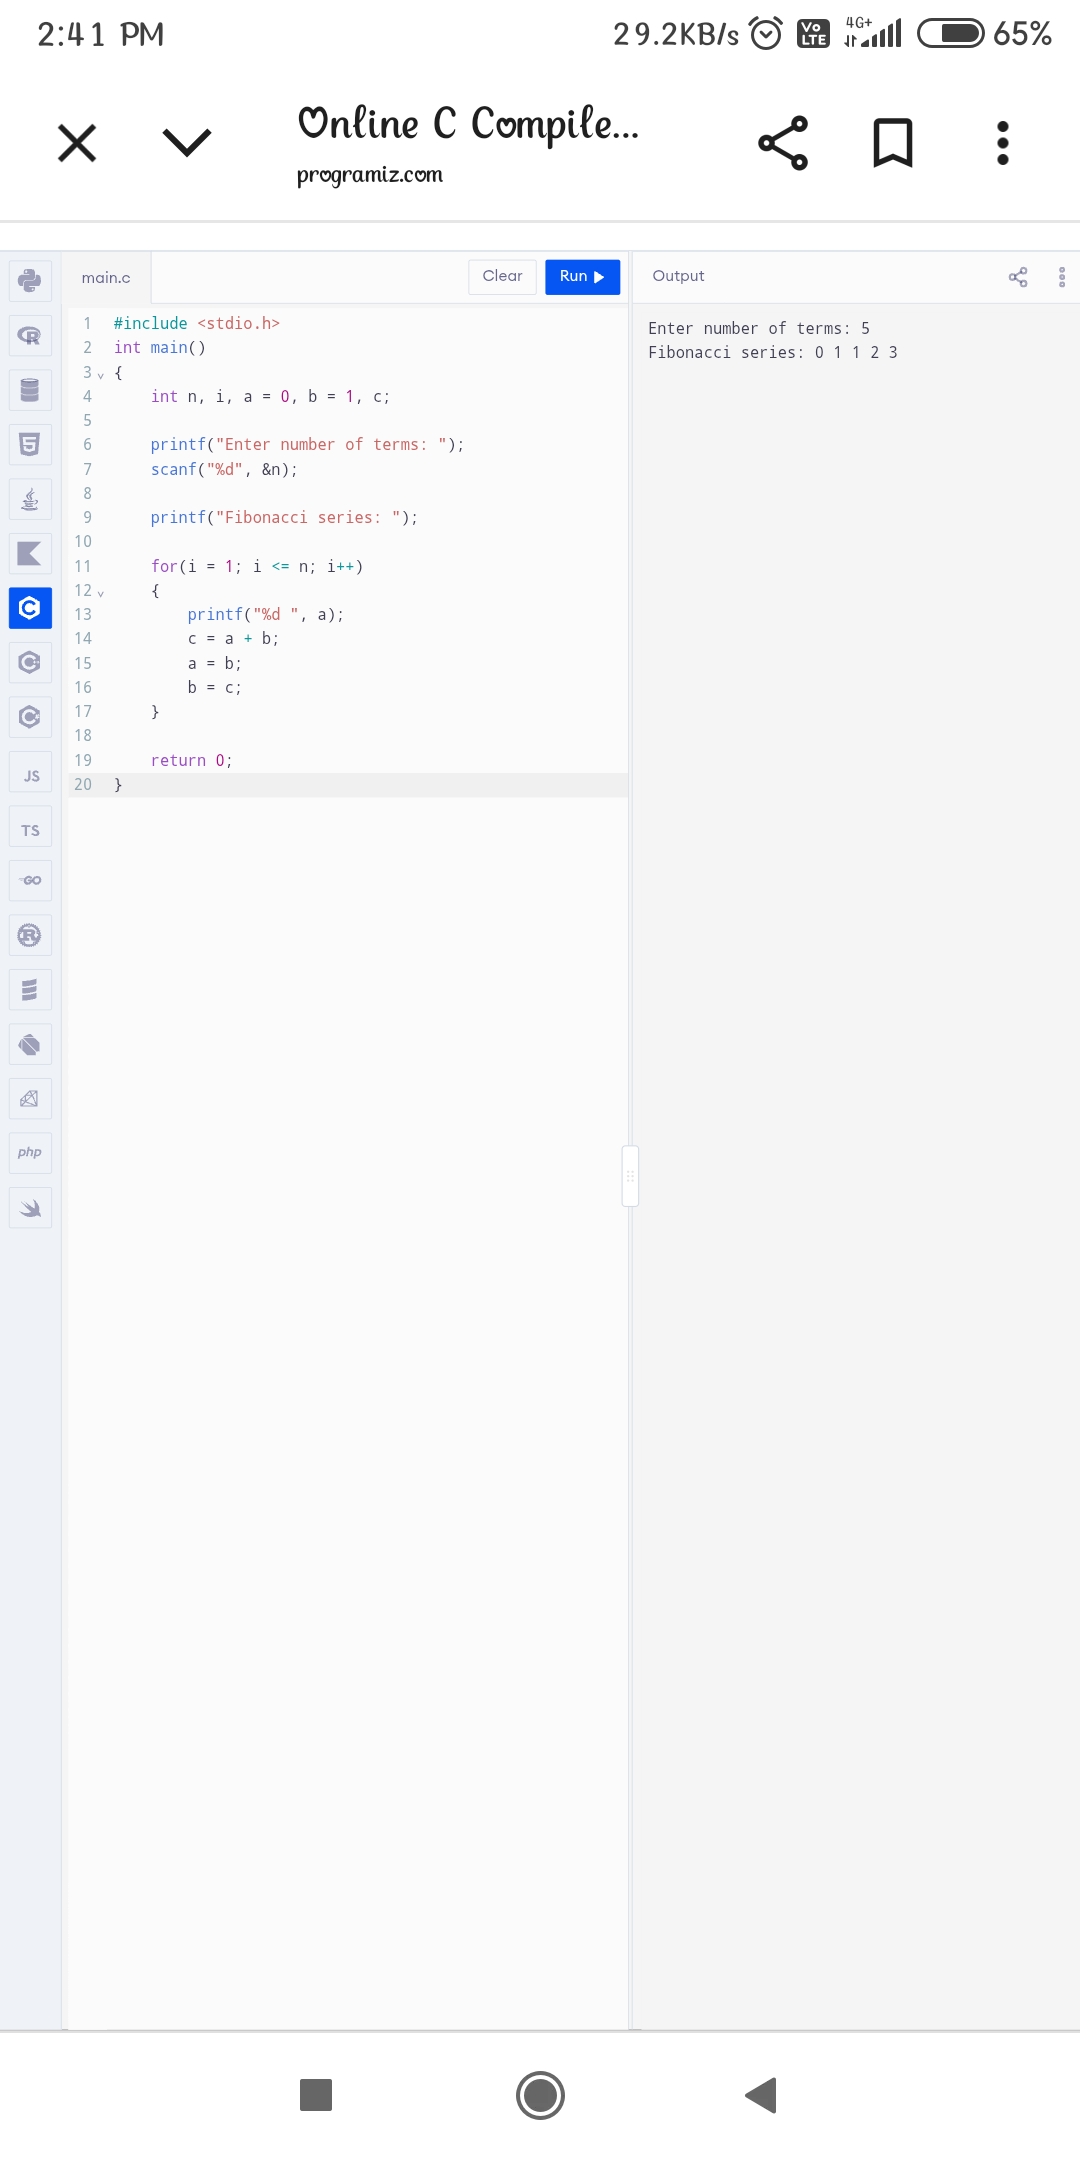 2:41 PM 29.2KB/s Vo LTE 4G+ 65%
Online C Compile...
programiz.com
main.c Clear Run Output
1 #include <stdio.h>
2 int main()
3 {
4     int n, i, a = 0, b = 1, c;
5
6     printf("Enter number of terms: ");
7     scanf("%d", &n);
8
9     printf("Fibonacci series: ");
10
11     for(i = 1; i <= n; i++)
12     {
13         printf("%d ", a);
14         c = a + b;
15         a = b;
16         b = c;
17     }
18
19     return 0;
20 }
Enter number of terms: 5
Fibonacci series: 0 1 1 2 3
JS
TS
GO
php